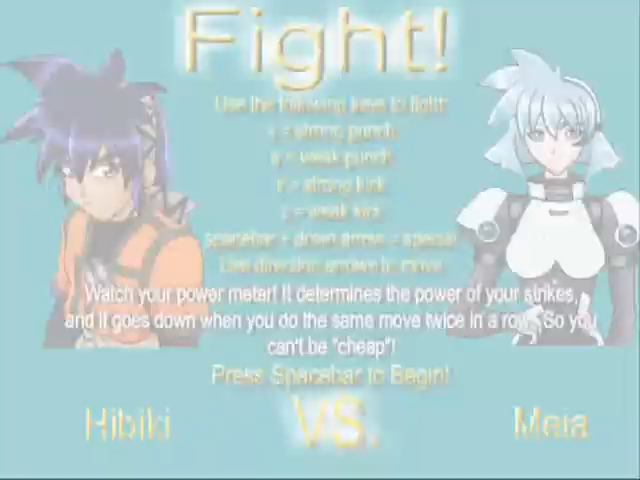 Fight!
Use the following keys to fight:
= strong punch
= weak punch
= strong kick
= weak kick
spacebar + down arrow = special
Use direction arrows to move
Watch your power meter! It determines the power of your strikes,
and it goes down when you do the same move twice in a row. So you
can't be "cheap"!
Press Spacebar to Begin!
Hibiki VS. Meia